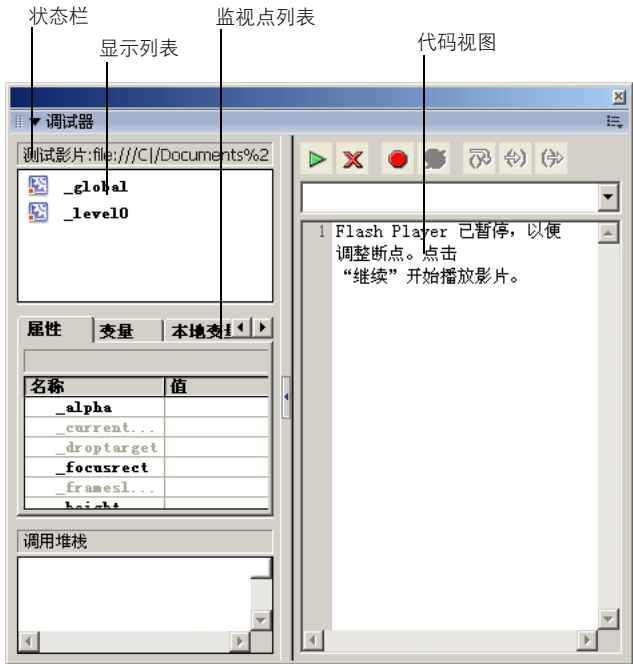 状态栏
监视点列表
显示列表
代码视图
调试器
测试影片:file:///C|/Documents%2
_global
_level0
1 Flash Player 已暂停，以便
调整断点。点击
“继续”开始播放影片。
属性 变量 本地变量
名称 值
_alpha
_current...
_droptarget
_focusrect
_framesl...
_height
调用堆栈